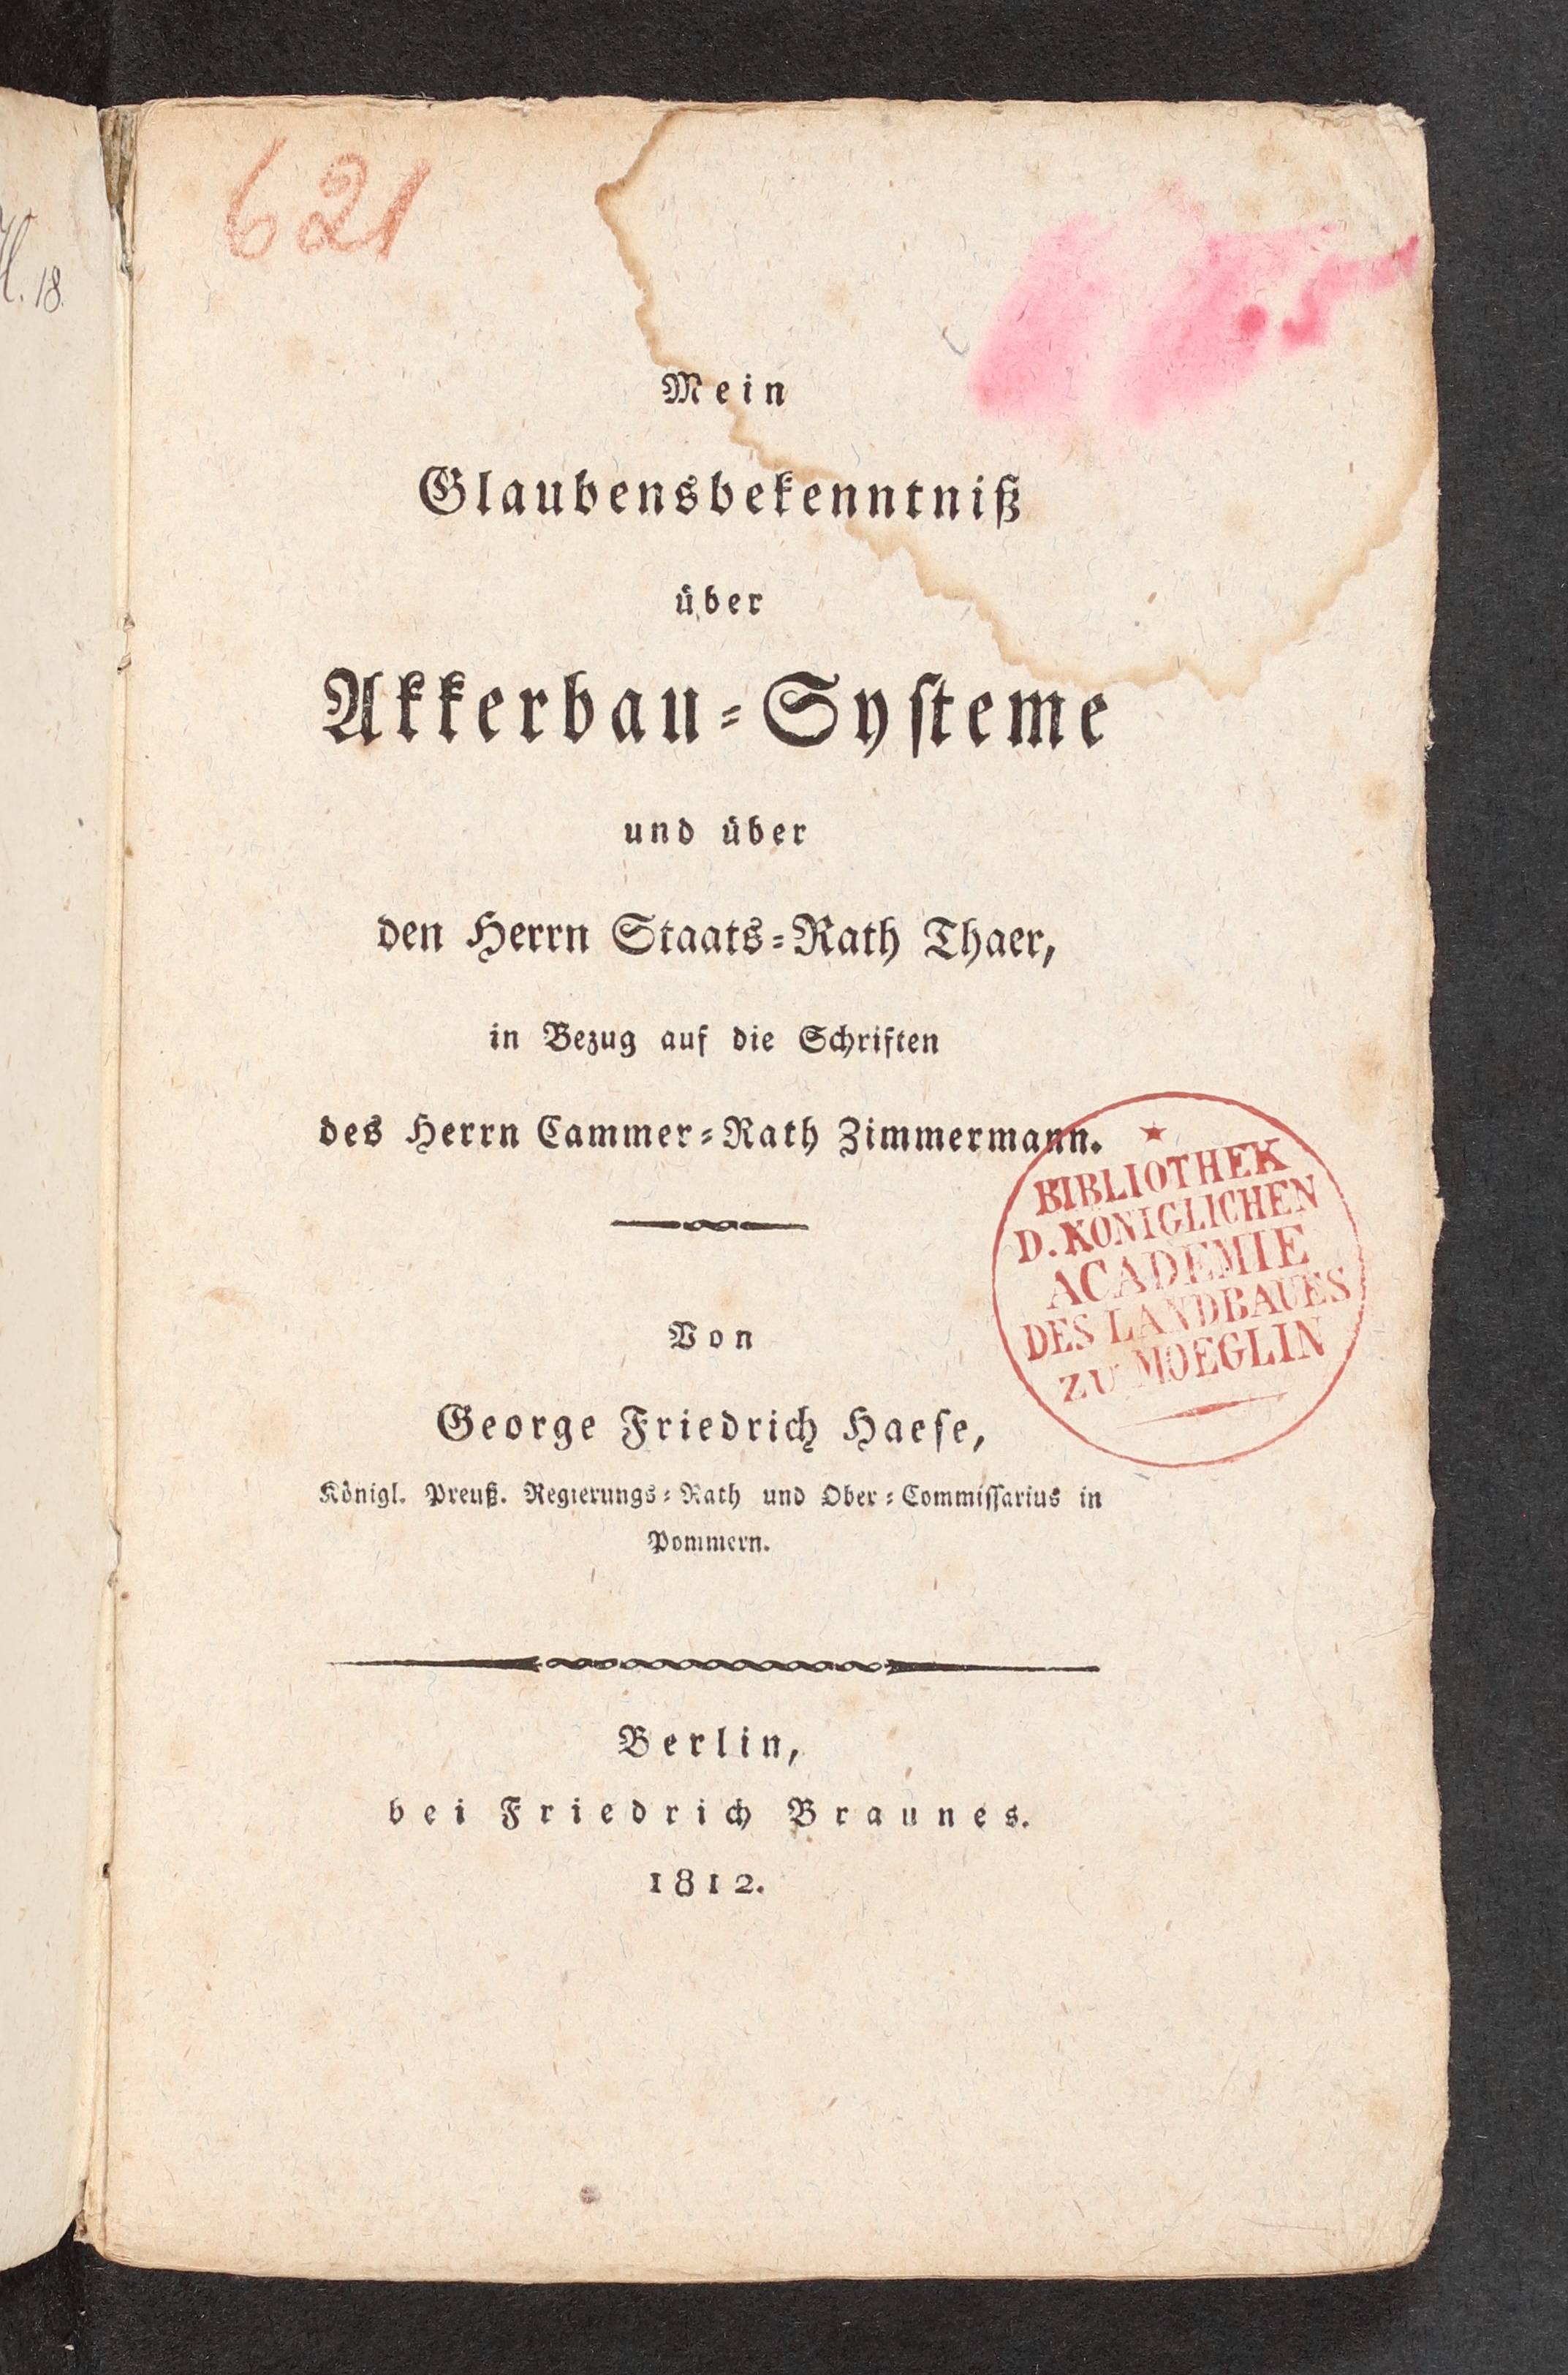 621
18.
Mein
Glaubensbekenntniß
über
Akkerbau-Systeme
und über
den Herrn Staats-Rath Thaer,
in Bezug auf die Schriften
des Herrn Cammer-Rath Zimmermann.
BIBLIOTHEK
D. KÖNIGLICHEN
ACADEMIE
DES LANDBAUES
ZU MOEGLIN
Von
George Friedrich Haese,
Königl. Preuß. Regierungs-Rath und Ober-Commissarius in
Pommern.
Berlin,
bei Friedrich Braunes.
1812.